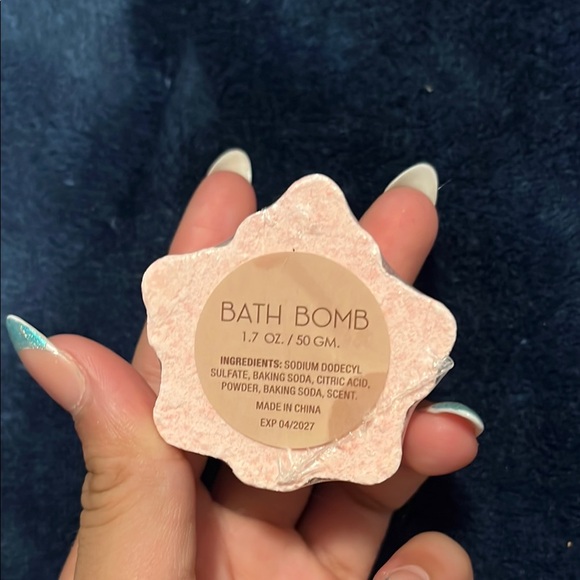 BATH BOMB
1.7 OZ. / 50 GM.
INGREDIENTS: SODIUM DODECYL
SULFATE, BAKING SODA, CITRIC ACID,
POWDER, BAKING SODA, SCENT.
MADE IN CHINA
EXP 04/2027